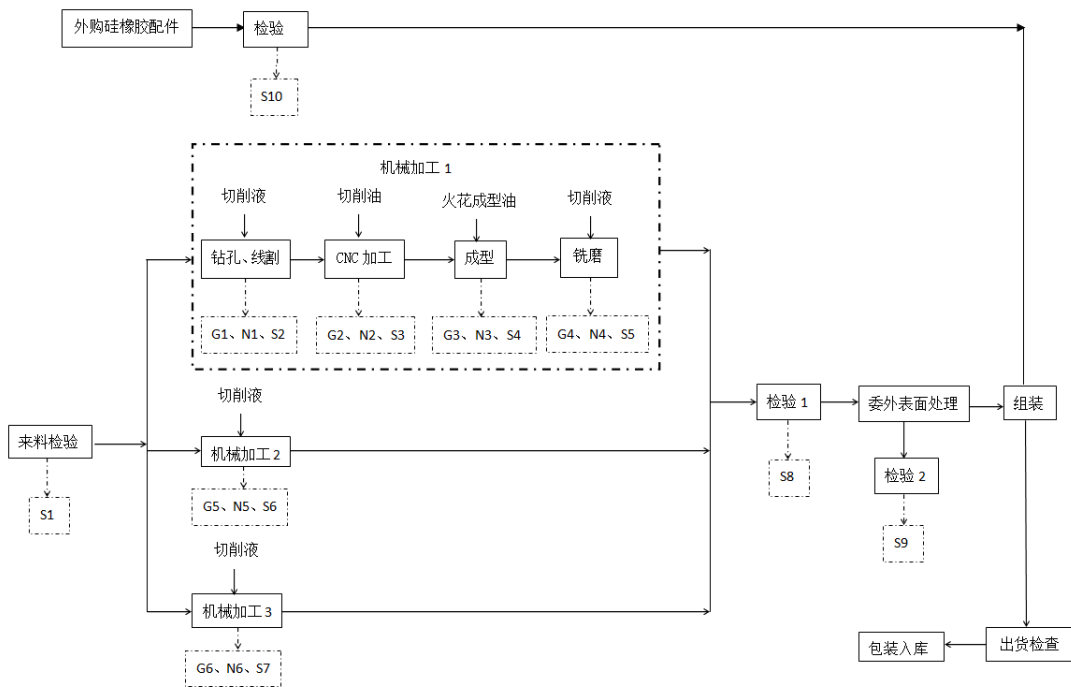 外购硅橡胶配件
检验
S10
机械加工 1
切削液
切削油
火花成型油
切削液
钻孔、线割
CNC 加工
成型
铣磨
G1、N1、S2
G2、N2、S3
G3、N3、S4
G4、N4、S5
切削液
检验 1
委外表面处理
组装
来料检验
机械加工 2
S8
检验 2
G5、N5、S6
S1
S9
切削液
机械加工 3
G6、N6、S7
包装入库
出货检查